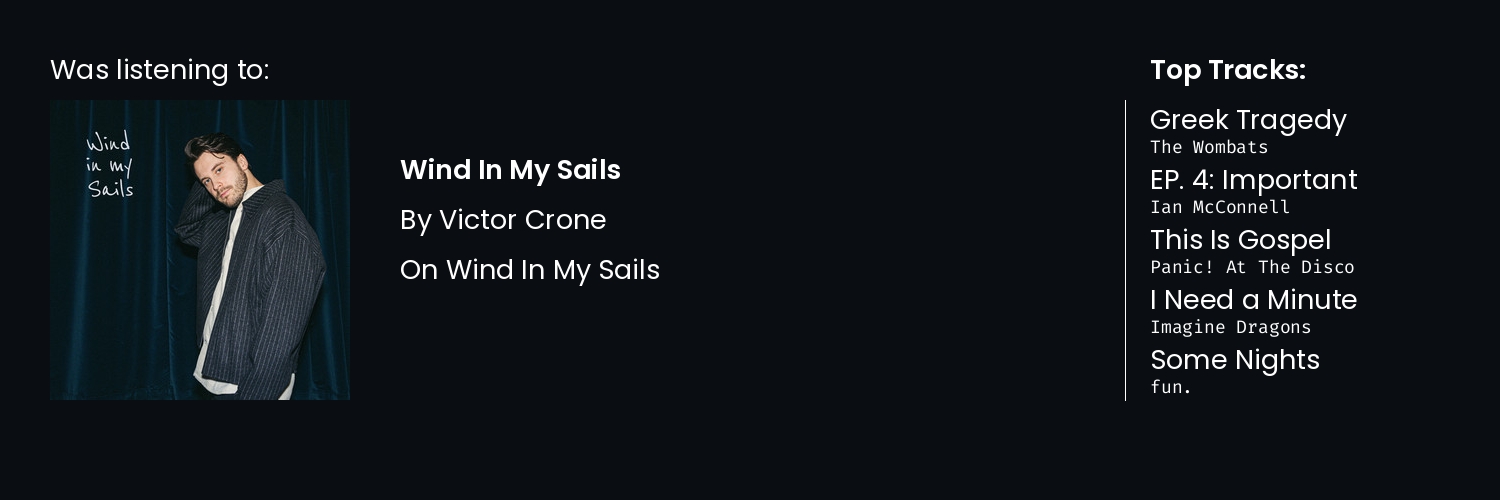 Was listening to:
Wind
in my
Sails
Wind In My Sails
By Victor Crone
On Wind In My Sails
Top Tracks:
Greek Tragedy
The Wombats
EP. 4: Important
Ian McConnell
This Is Gospel
Panic! At The Disco
I Need a Minute
Imagine Dragons
Some Nights
fun.